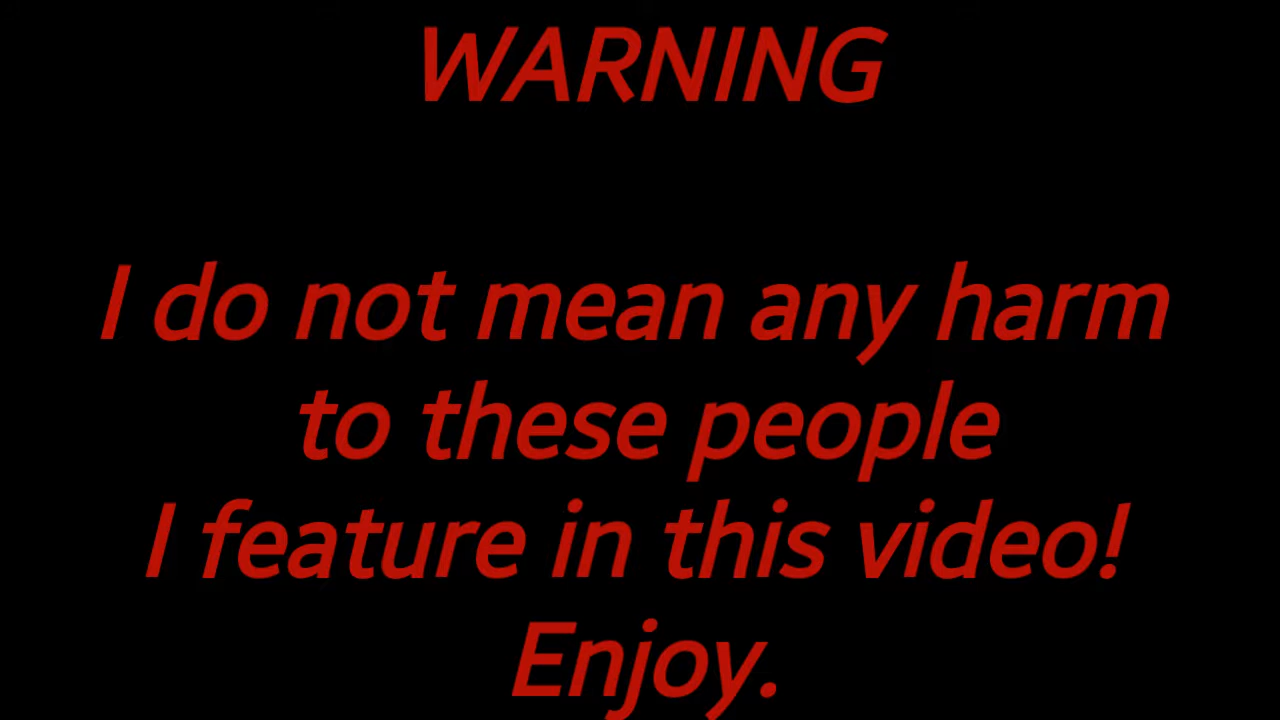 WARNING
I do not mean any harm
to these people
I feature in this video!
Enjoy.